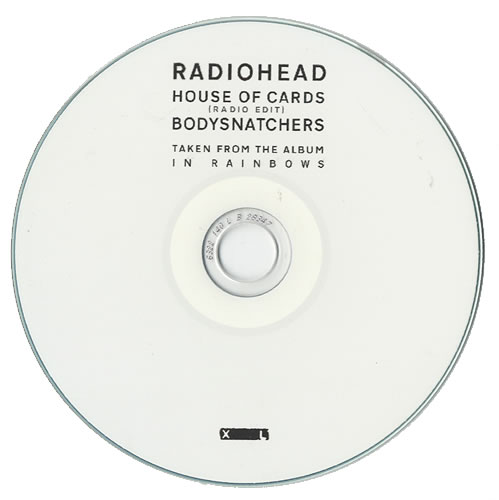 RADIOHEAD
HOUSE OF CARDS
(RADIO EDIT)
BODYSNATCHERS
TAKEN FROM THE ALBUM
IN RAINBOWS
X L